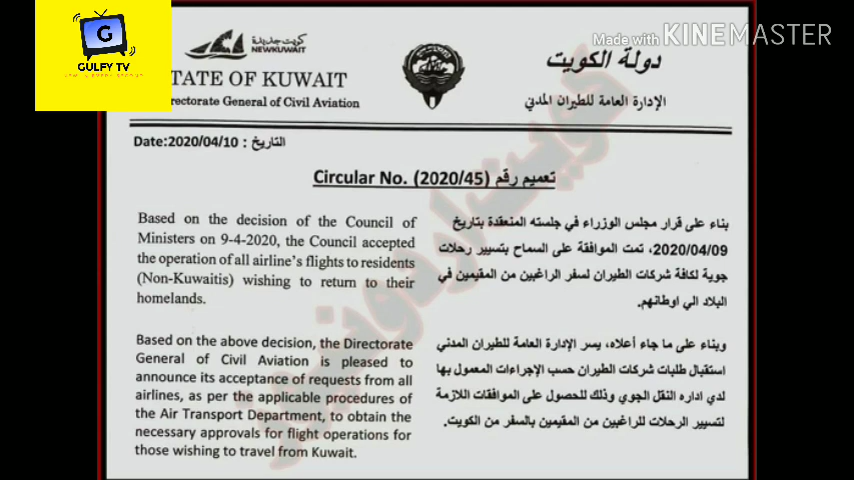 G
GULFY TV
Made with KINEMASTER
كويت جديدة
NEWKUWAIT
STATE OF KUWAIT
Directorate General of Civil Aviation
دولة الكويت
الإدارة العامة للطيران المدني
Date:2020/04/10 : التاريخ
Circular No. (2020/45) تعميم رقم
Based on the decision of the Council of
Ministers on 9-4-2020, the Council accepted
the operation of all airline's flights to residents
(Non-Kuwaitis) wishing to return to their
homelands.
بناء على قرار مجلس الوزراء في جلسته المنعقدة بتاريخ
2020/04/09، تمت الموافقة على السماح بتسيير رحلات
جوية لكافة شركات الطيران لسفر الراغبين من المقيمين في
البلاد الي اوطانهم.
Based on the above decision, the Directorate
General of Civil Aviation is pleased to
announce its acceptance of requests from all
airlines, as per the applicable procedures of
the Air Transport Department, to obtain the
necessary approvals for flight operations for
those wishing to travel from Kuwait.
وبناء على ما جاء أعلاه، يسر الإدارة العامة للطيران المدني
استقبال طلبات شركات الطيران حسب الإجراءات المعمول بها
لدي اداره النقل الجوي وذلك للحصول على الموافقات اللازمة
لتسيير الرحلات للراغبين من المقيمين بالسفر من الكويت.